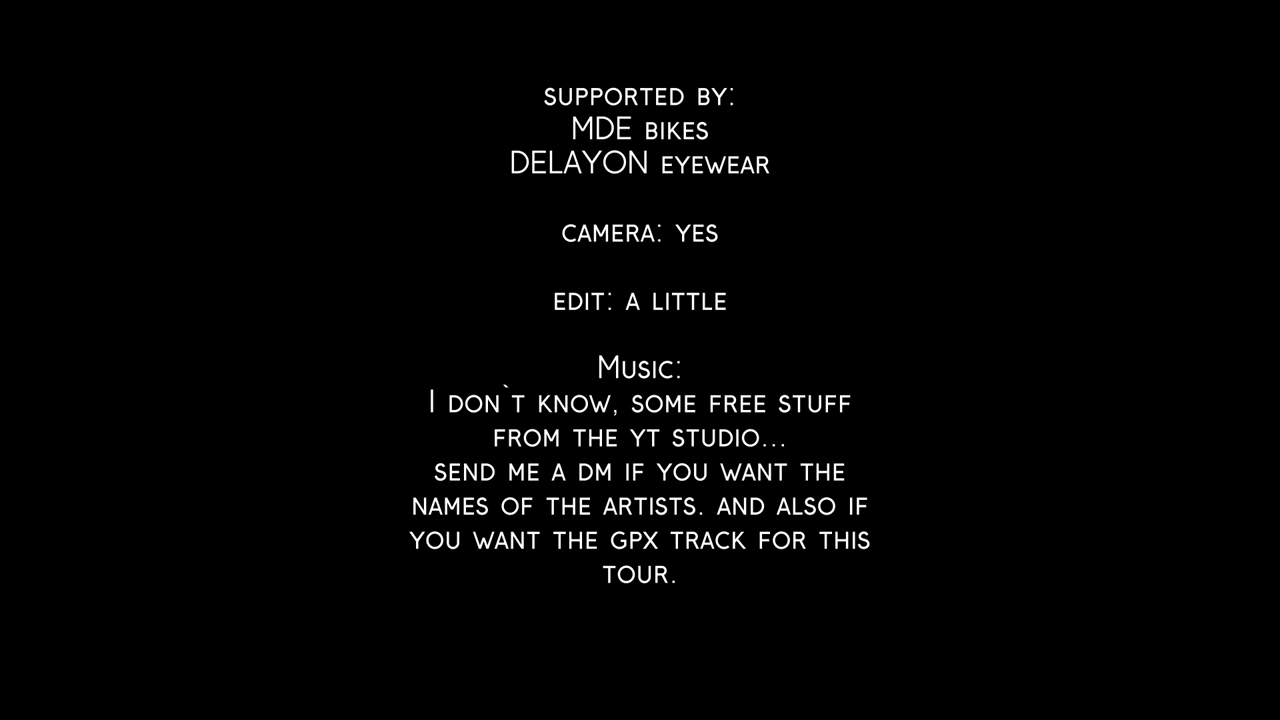 supported by:
MDE bikes
DELAYON eyewear
camera: yes
edit: a little
Music:
I don`t know, some free stuff
from the yt studio...
send me a dm if you want the
names of the artists. and also if
you want the gpx track for this
tour.